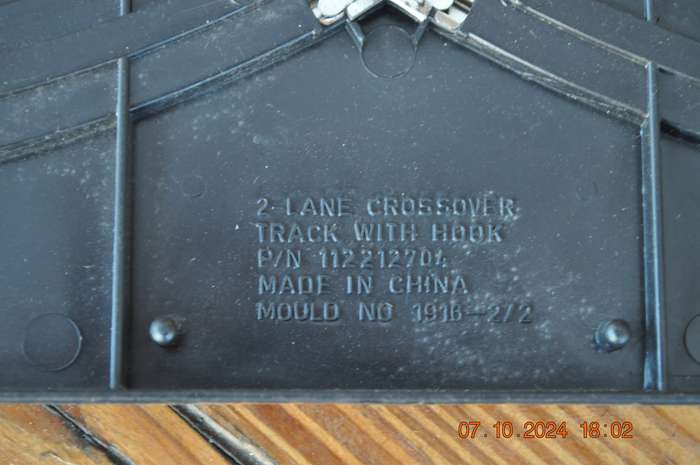 2-LANE CROSSOVER
TRACK WITH HOOK
P/N 112212704
MADE IN CHINA
MOULD NO 1916-2/2
07.10.2024 18:02